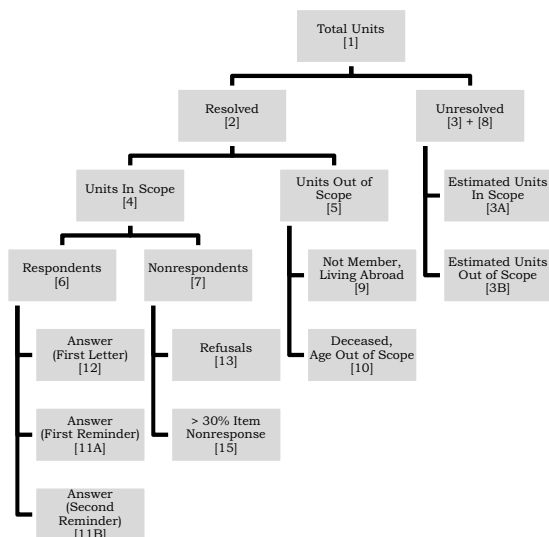 Total Units
[1]
Resolved
[2]
Unresolved
[3] + [8]
Units In Scope
[4]
Units Out of
Scope
[5]
Estimated Units
In Scope
[3A]
Estimated Units
Out of Scope
[3B]
Respondents
[6]
Nonrespondents
[7]
Not Member,
Living Abroad
[9]
Deceased,
Age Out of Scope
[10]
Answer
(First Letter)
[12]
Refusals
[13]
Answer
(First Reminder)
[11A]
> 30% Item
Nonresponse
[15]
Answer
(Second
Reminder)
[11B]